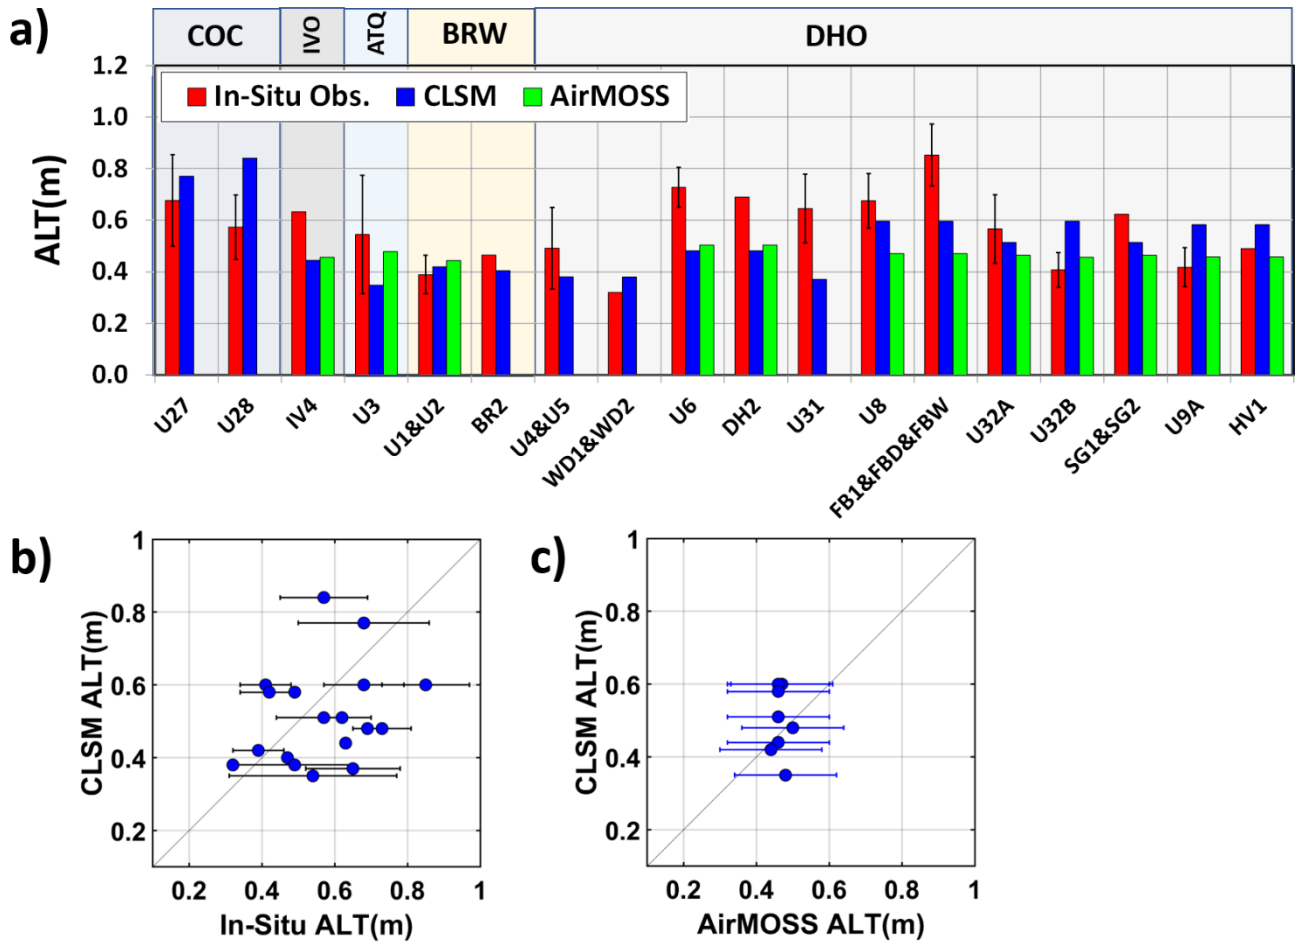 a)
COC IVO ATQ BRW DHO
In-Situ Obs. CLSM AirMOSS
ALT(m)
1.2
1.0
0.8
0.6
0.4
0.2
0.0
U27 U28 IV4 U3 U1&U2 BR2 U4&U5 WD1&WD2 U6 DH2 U31 U8 FB1&FBD&FBW U32A U32B SG1&SG2 U9A HV1
b)
CLSM ALT(m)
1
0.8
0.6
0.4
0.2
0.2 0.4 0.6 0.8 1
In-Situ ALT(m)
c)
CLSM ALT(m)
1
0.8
0.6
0.4
0.2
0.2 0.4 0.6 0.8 1
AirMOSS ALT(m)